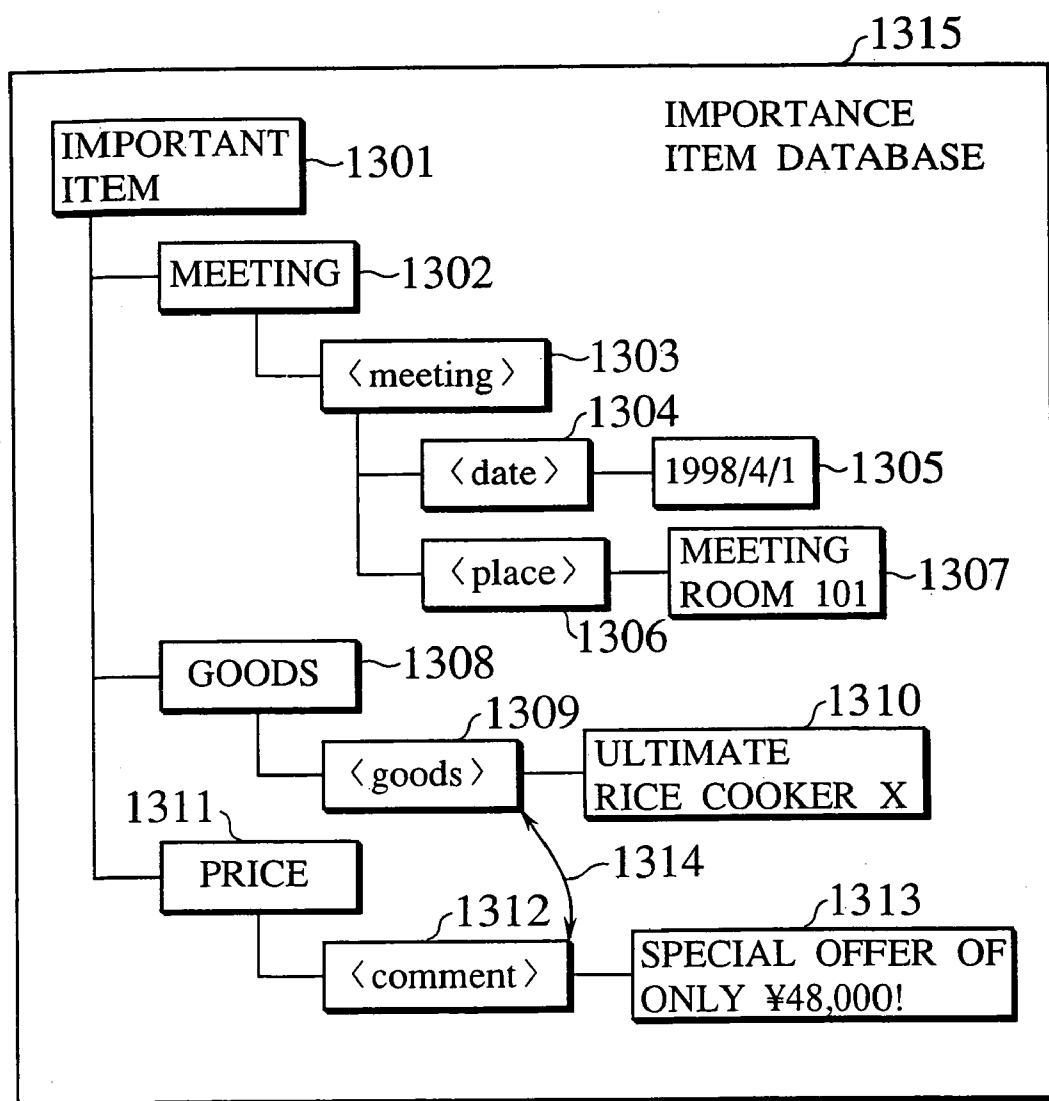 1315
IMPORTANCE
ITEM DATABASE
IMPORTANT
ITEM
1301
MEETING
1302
〈meeting〉
1303
1304
〈date〉
1998/4/1
1305
〈place〉
MEETING
ROOM 101
1307
1306
GOODS
1308
1309
〈goods〉
1310
ULTIMATE
RICE COOKER X
1311
PRICE
1314
1312
〈comment〉
1313
SPECIAL OFFER OF
ONLY ¥48,000!